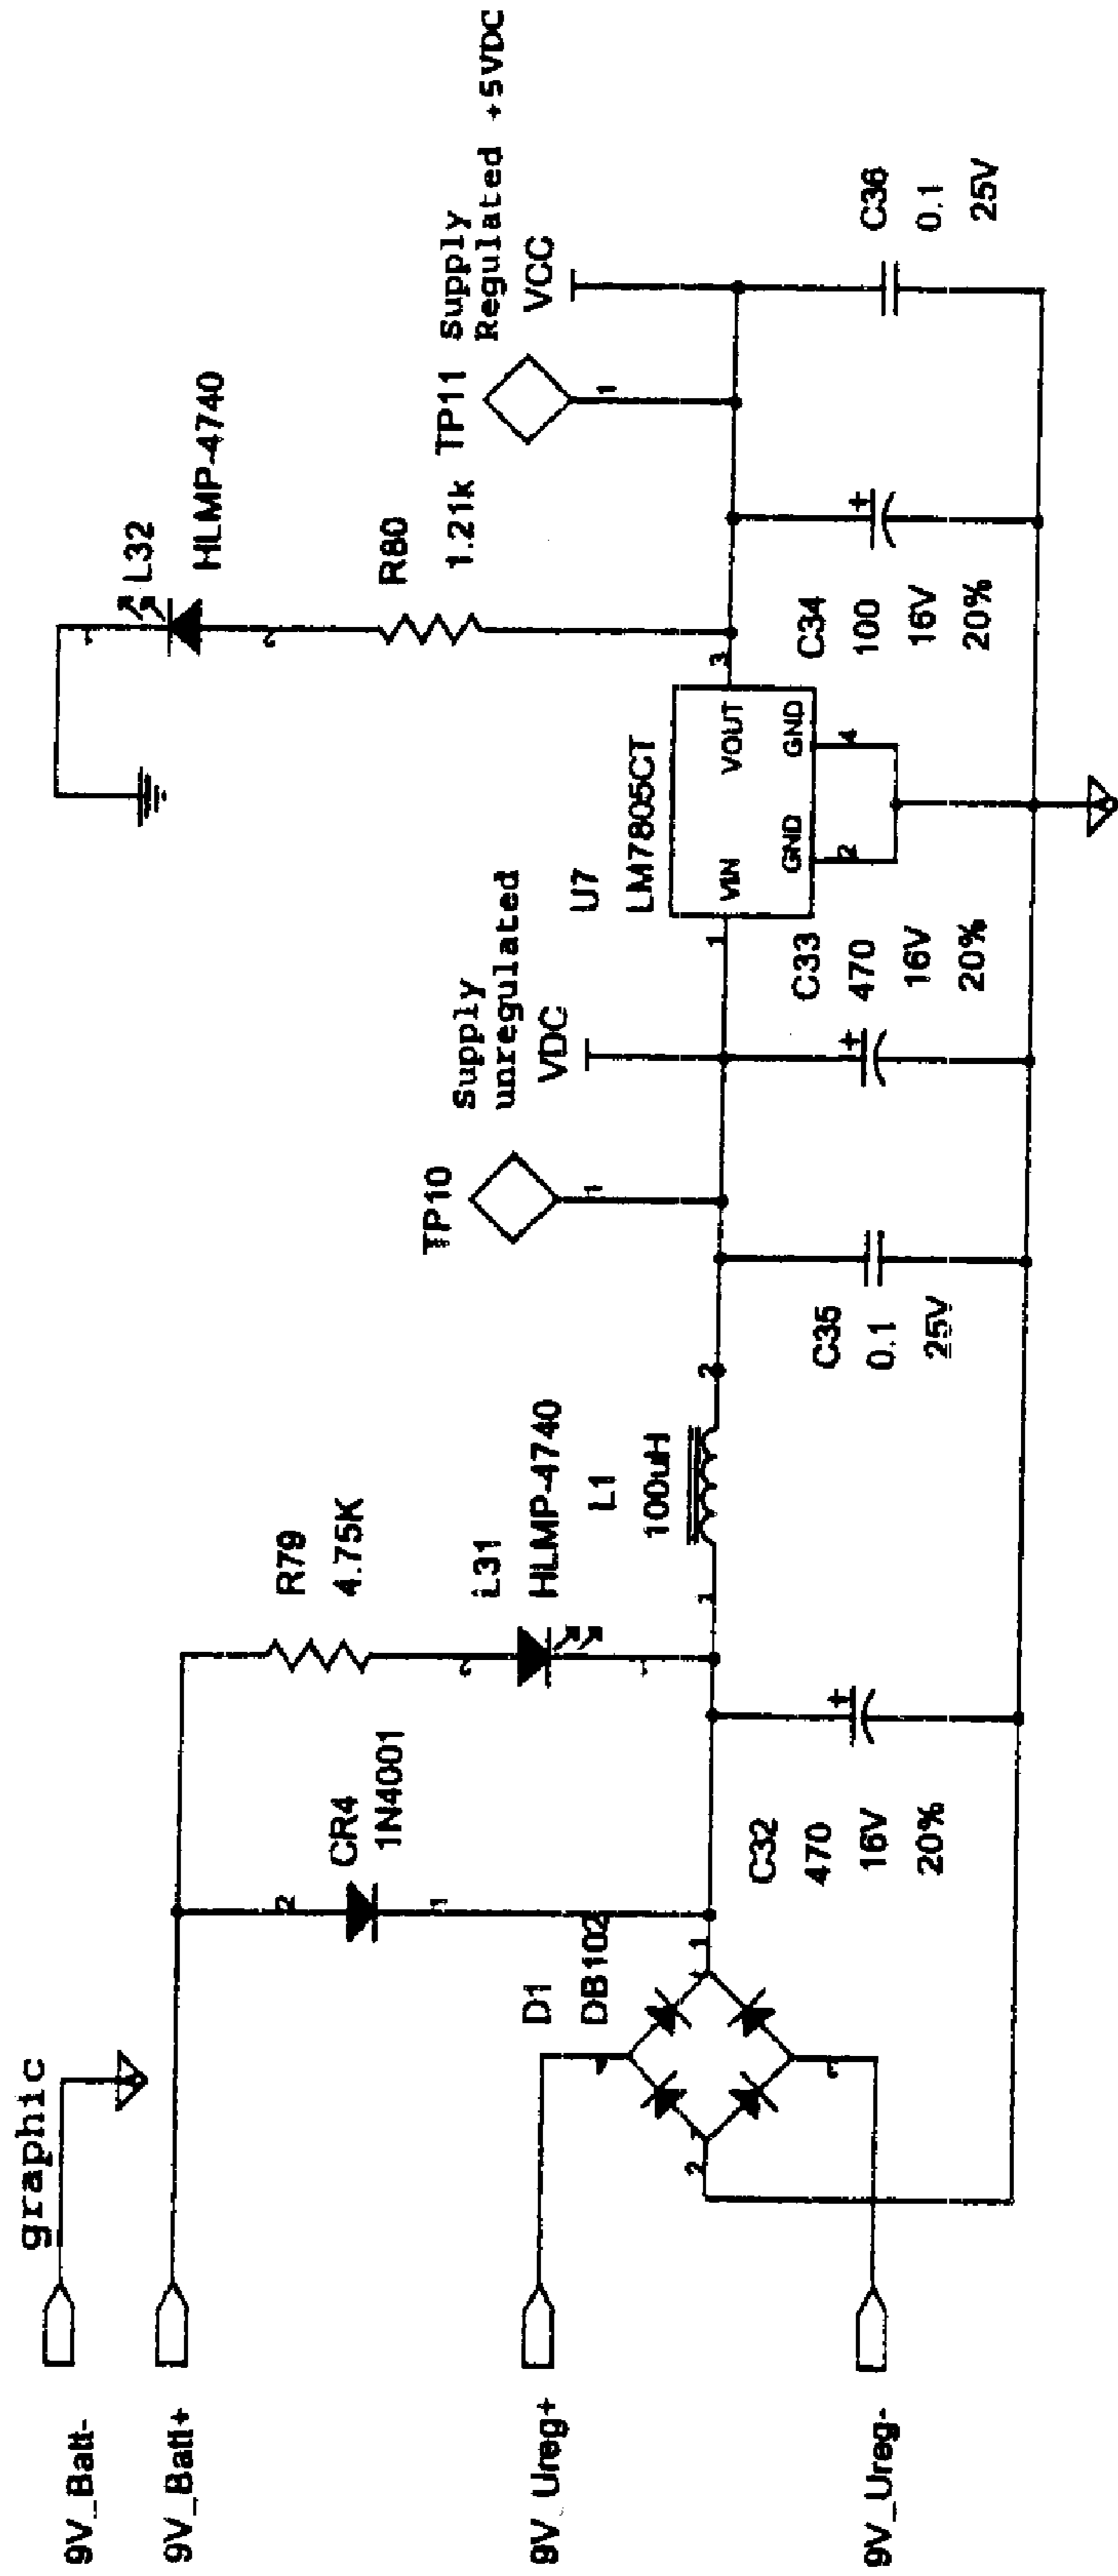 graphic
9V_Batt-
9V_Batt+
9V_Ureg+
9V_Ureg-
CR4
1N4001
2
1
R79
4.75K
2
L31
HLMP-4740
1
D1
DB102
1
2
C32
470
16V
20%
L1
100uH
1
2
C35
0.1
25V
TP10
1
Supply
unregulated
VDC
C33
470
16V
20%
U7
LM7805CT
1
VIN
VOUT
3
GND
GND
2
4
L32
HLMP-4740
1
2
R80
1.21k
C34
100
16V
20%
TP11
1
Supply
Regulated +5VDC
VCC
C36
0.1
25V